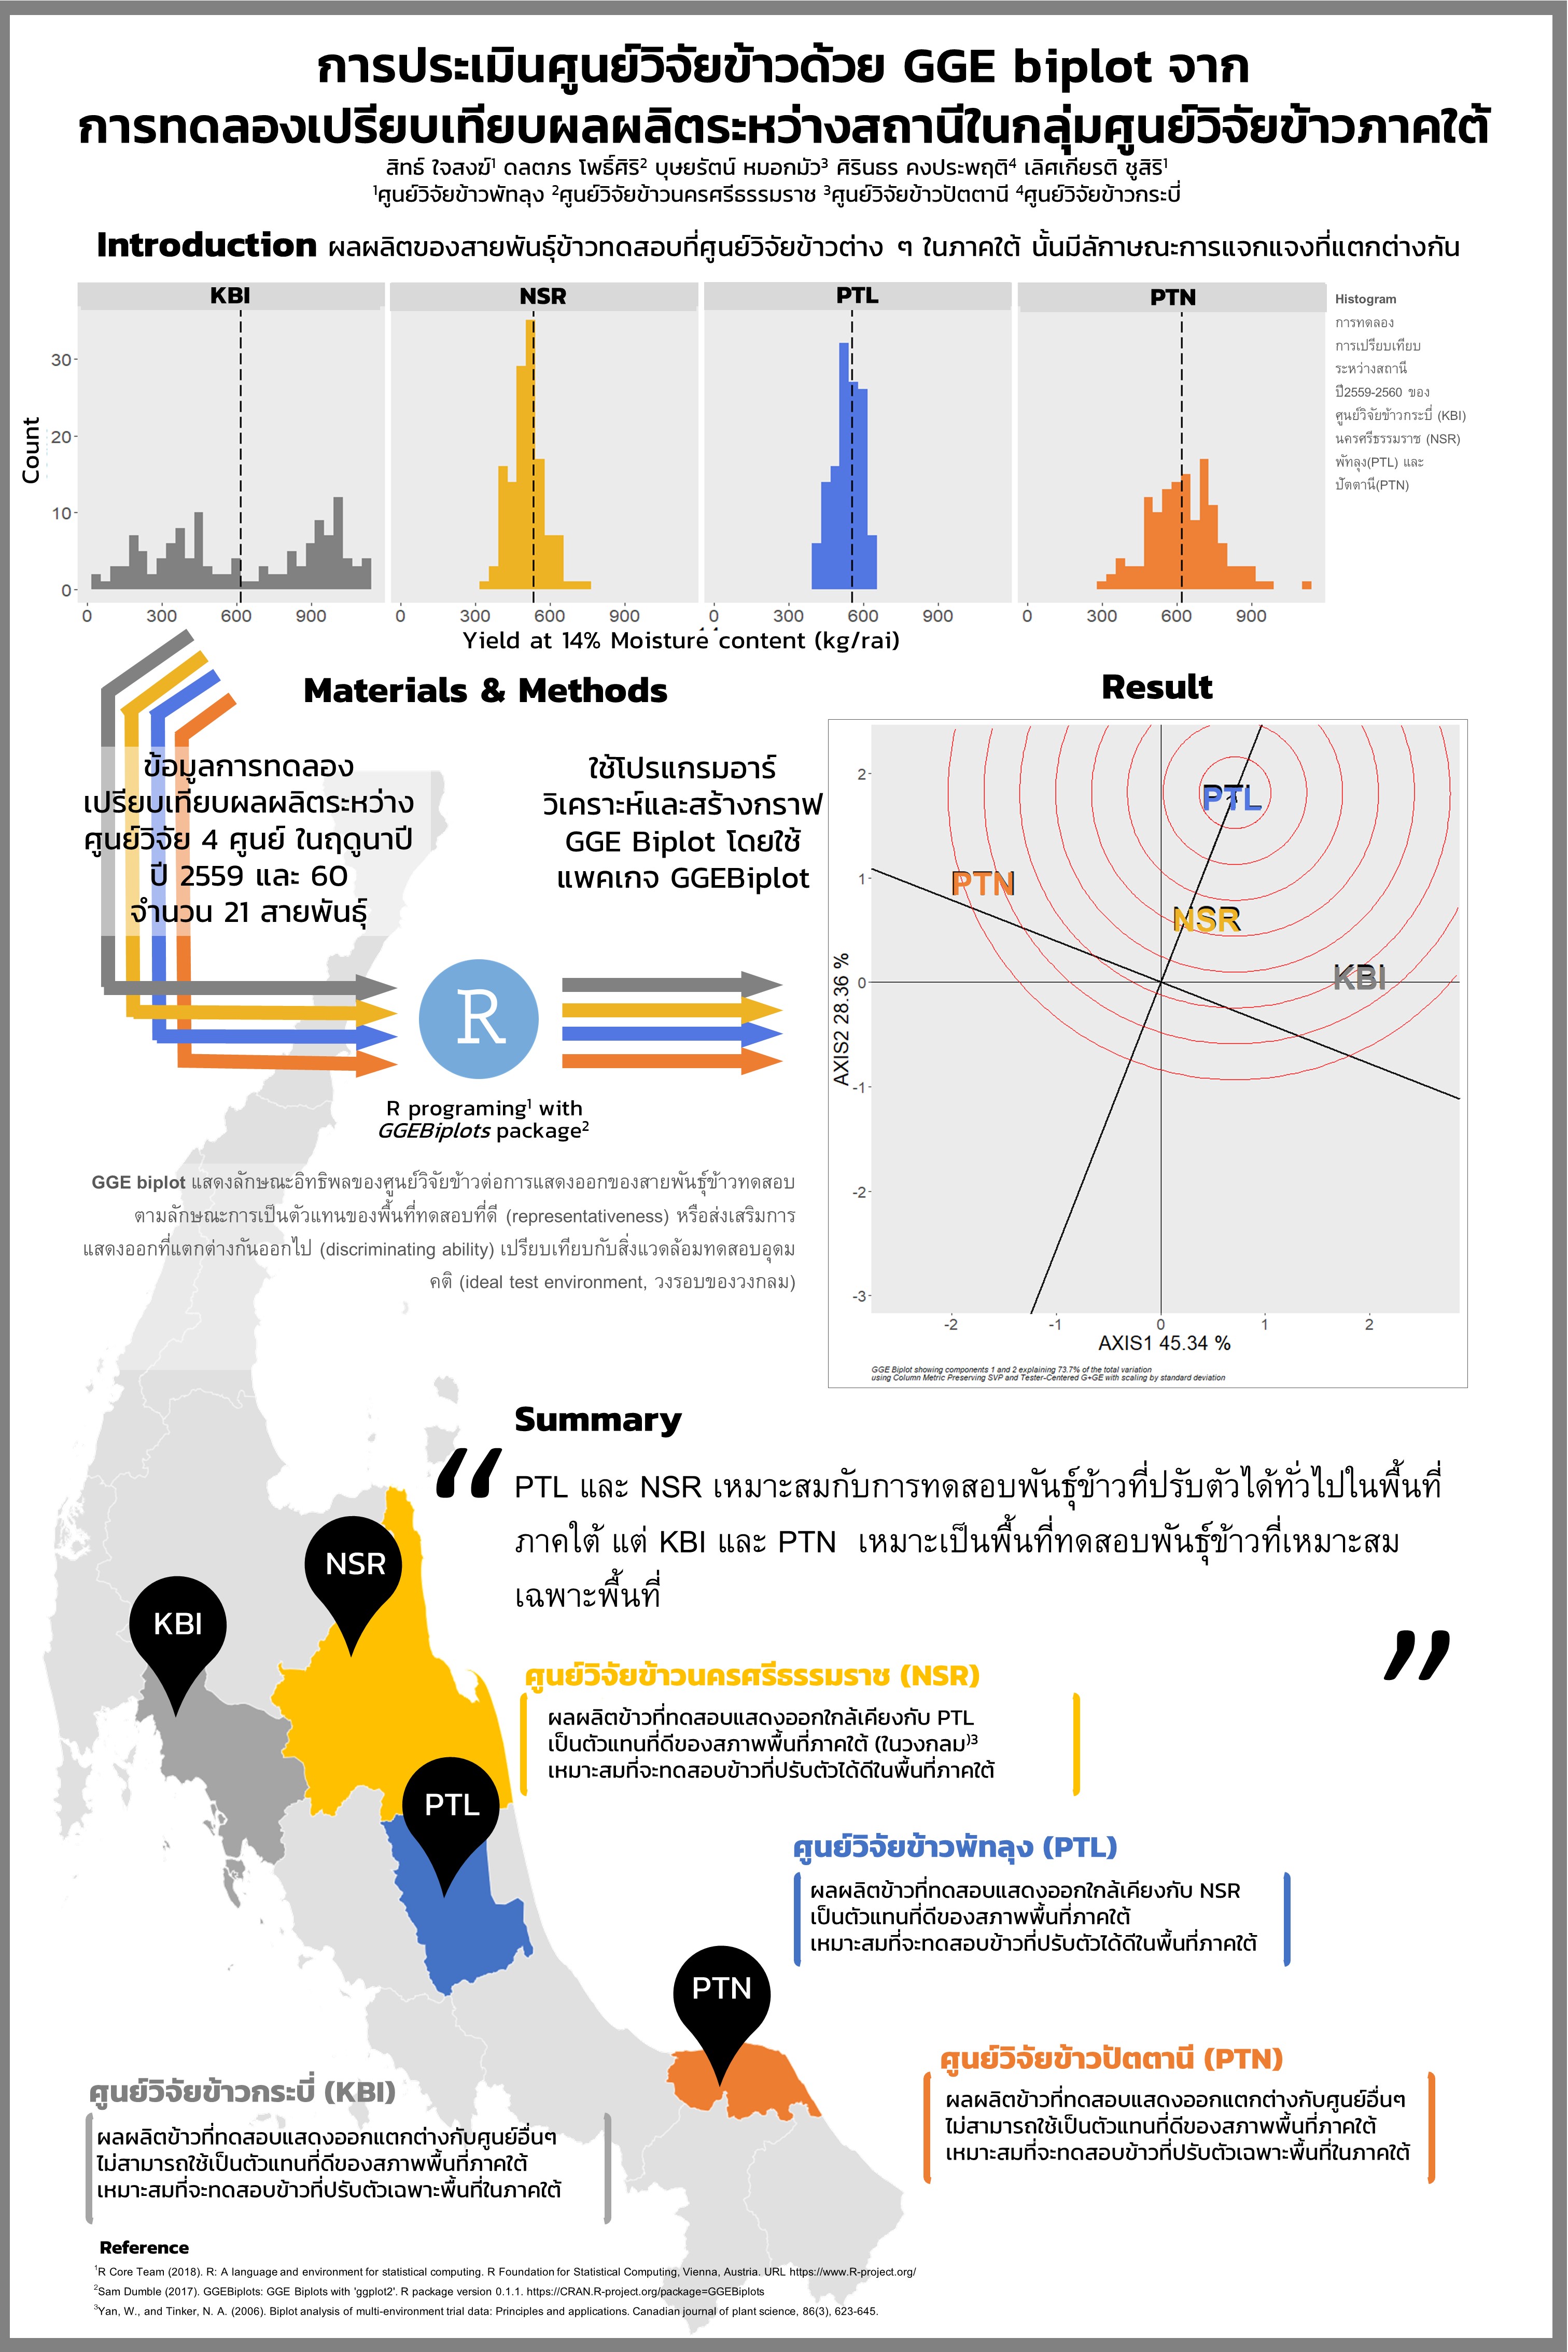 การประเมินศูนย์วิจัยข้าวด้วย GGE biplot จาก
การทดลองเปรียบเทียบผลผลิตระหว่างสถานีในกลุ่มศูนย์วิจัยข้าวภาคใต้
สิทธ์ ใจสงฆ์¹ ดลตภร โพธิ์ศิริ² บุษยรัตน์ หมอกมัว³ ศิรินธร คงประพฤติ⁴ เลิศเกียรติ ชูสิริ¹
¹ศูนย์วิจัยข้าวพัทลุง ²ศูนย์วิจัยข้าวนครศรีธรรมราช ³ศูนย์วิจัยข้าวปัตตานี ⁴ศูนย์วิจัยข้าวกระบี่
Introduction ผลผลิตของสายพันธุ์ข้าวทดสอบที่ศูนย์วิจัยข้าวต่าง ๆ ในภาคใต้ นั้นมีลักาษณะการแจกแจงที่แตกต่างกัน
KBI NSR PTL PTN
Histogram
การทดลอง
การเปรียบเทียบ
ระหว่างสถานี
ปี2559-2560 ของ
ศูนย์วิจัยข้าวกระบี่ (KBI)
นครศรีธรรมราช (NSR)
พัทลุง(PTL) และ
ปัตตานี(PTN)
Count
30
20
10
0
0 300 600 900 0 300 600 900 0 300 600 900 0 300 600 900
Yield at 14% Moisture content (kg/rai)
Materials & Methods
ข้อมูลการทดลอง
เปรียบเทียบผลผลิตระหว่าง
ศูนย์วิจัย 4 ศูนย์ ในฤดูนาปี
ปี 2559 และ 60
จำนวน 21 สายพันธุ์
ใช้โปรแกรมอาร์
วิเคราะห์และสร้างกราฟ
GGE Biplot โดยใช้
แพคเกจ GGEBiplot
R
R programing¹ with
GGEBiplots package²
GGE biplot แสดงลักษณะอิทธิพลของศูนย์วิจัยข้าวต่อการแสดงออกของสายพันธุ์ข้าวทดสอบ
ตามลักษณะการเป็นตัวแทนของพื้นที่ทดสอบที่ดี (representativeness) หรือส่งเสริมการ
แสดงออกที่แตกต่างกันออกไป (discriminating ability) เปรียบเทียบกับสิ่งแวดล้อมทดสอบอุดม
คติ (ideal test environment, วงรอบของวงกลม)
Result
PTL
PTN
NSR
KBI
2
1
0
-1
-2
-3
AXIS2 28.36 %
-2 -1 0 1 2
AXIS1 45.34 %
GGE Biplot showing components 1 and 2 explaining 73.7% of the total variation
using Column Metric Preserving SVP and Tester-Centered G+GE with scaling by standard deviation
Summary
“
PTL และ NSR เหมาะสมกับการทดสอบพันธุ์ข้าวที่ปรับตัวได้ทั่วไปในพื้นที่
ภาคใต้ แต่ KBI และ PTN เหมาะเป็นพื้นที่ทดสอบพันธุ์ข้าวที่เหมาะสม
เฉพาะพื้นที่
”
NSR
KBI
PTL
PTN
ศูนย์วิจัยข้าวนครศรีธรรมราช (NSR)
ผลผลิตข้าวที่ทดสอบแสดงออกใกล้เคียงกับ PTL
เป็นตัวแทนที่ดีของสภาพพื้นที่ภาคใต้ (ในวงกลม)³
เหมาะสมที่จะทดสอบข้าวที่ปรับตัวได้ดีในพื้นที่ภาคใต้
ศูนย์วิจัยข้าวพัทลุง (PTL)
ผลผลิตข้าวที่ทดสอบแสดงออกใกล้เคียงกับ NSR
เป็นตัวแทนที่ดีของสภาพพื้นที่ภาคใต้
เหมาะสมที่จะทดสอบข้าวที่ปรับตัวได้ดีในพื้นที่ภาคใต้
ศูนย์วิจัยข้าวปัตตานี (PTN)
ผลผลิตข้าวที่ทดสอบแสดงออกแตกต่างกับศูนย์อื่นๆ
ไม่สามารถใช้เป็นตัวแทนที่ดีของสภาพพื้นที่ภาคใต้
เหมาะสมที่จะทดสอบข้าวที่ปรับตัวเฉพาะพื้นที่ในภาคใต้
ศูนย์วิจัยข้าวกระบี่ (KBI)
ผลผลิตข้าวที่ทดสอบแสดงออกแตกต่างกับศูนย์อื่นๆ
ไม่สามารถใช้เป็นตัวแทนที่ดีของสภาพพื้นที่ภาคใต้
เหมาะสมที่จะทดสอบข้าวที่ปรับตัวเฉพาะพื้นที่ในภาคใต้
Reference
¹R Core Team (2018). R: A language and environment for statistical computing. R Foundation for Statistical Computing, Vienna, Austria. URL https://www.R-project.org/
²Sam Dumble (2017). GGEBiplots: GGE Biplots with 'ggplot2'. R package version 0.1.1. https://CRAN.R-project.org/package=GGEBiplots
³Yan, W., and Tinker, N. A. (2006). Biplot analysis of multi-environment trial data: Principles and applications. Canadian journal of plant science, 86(3), 623-645.